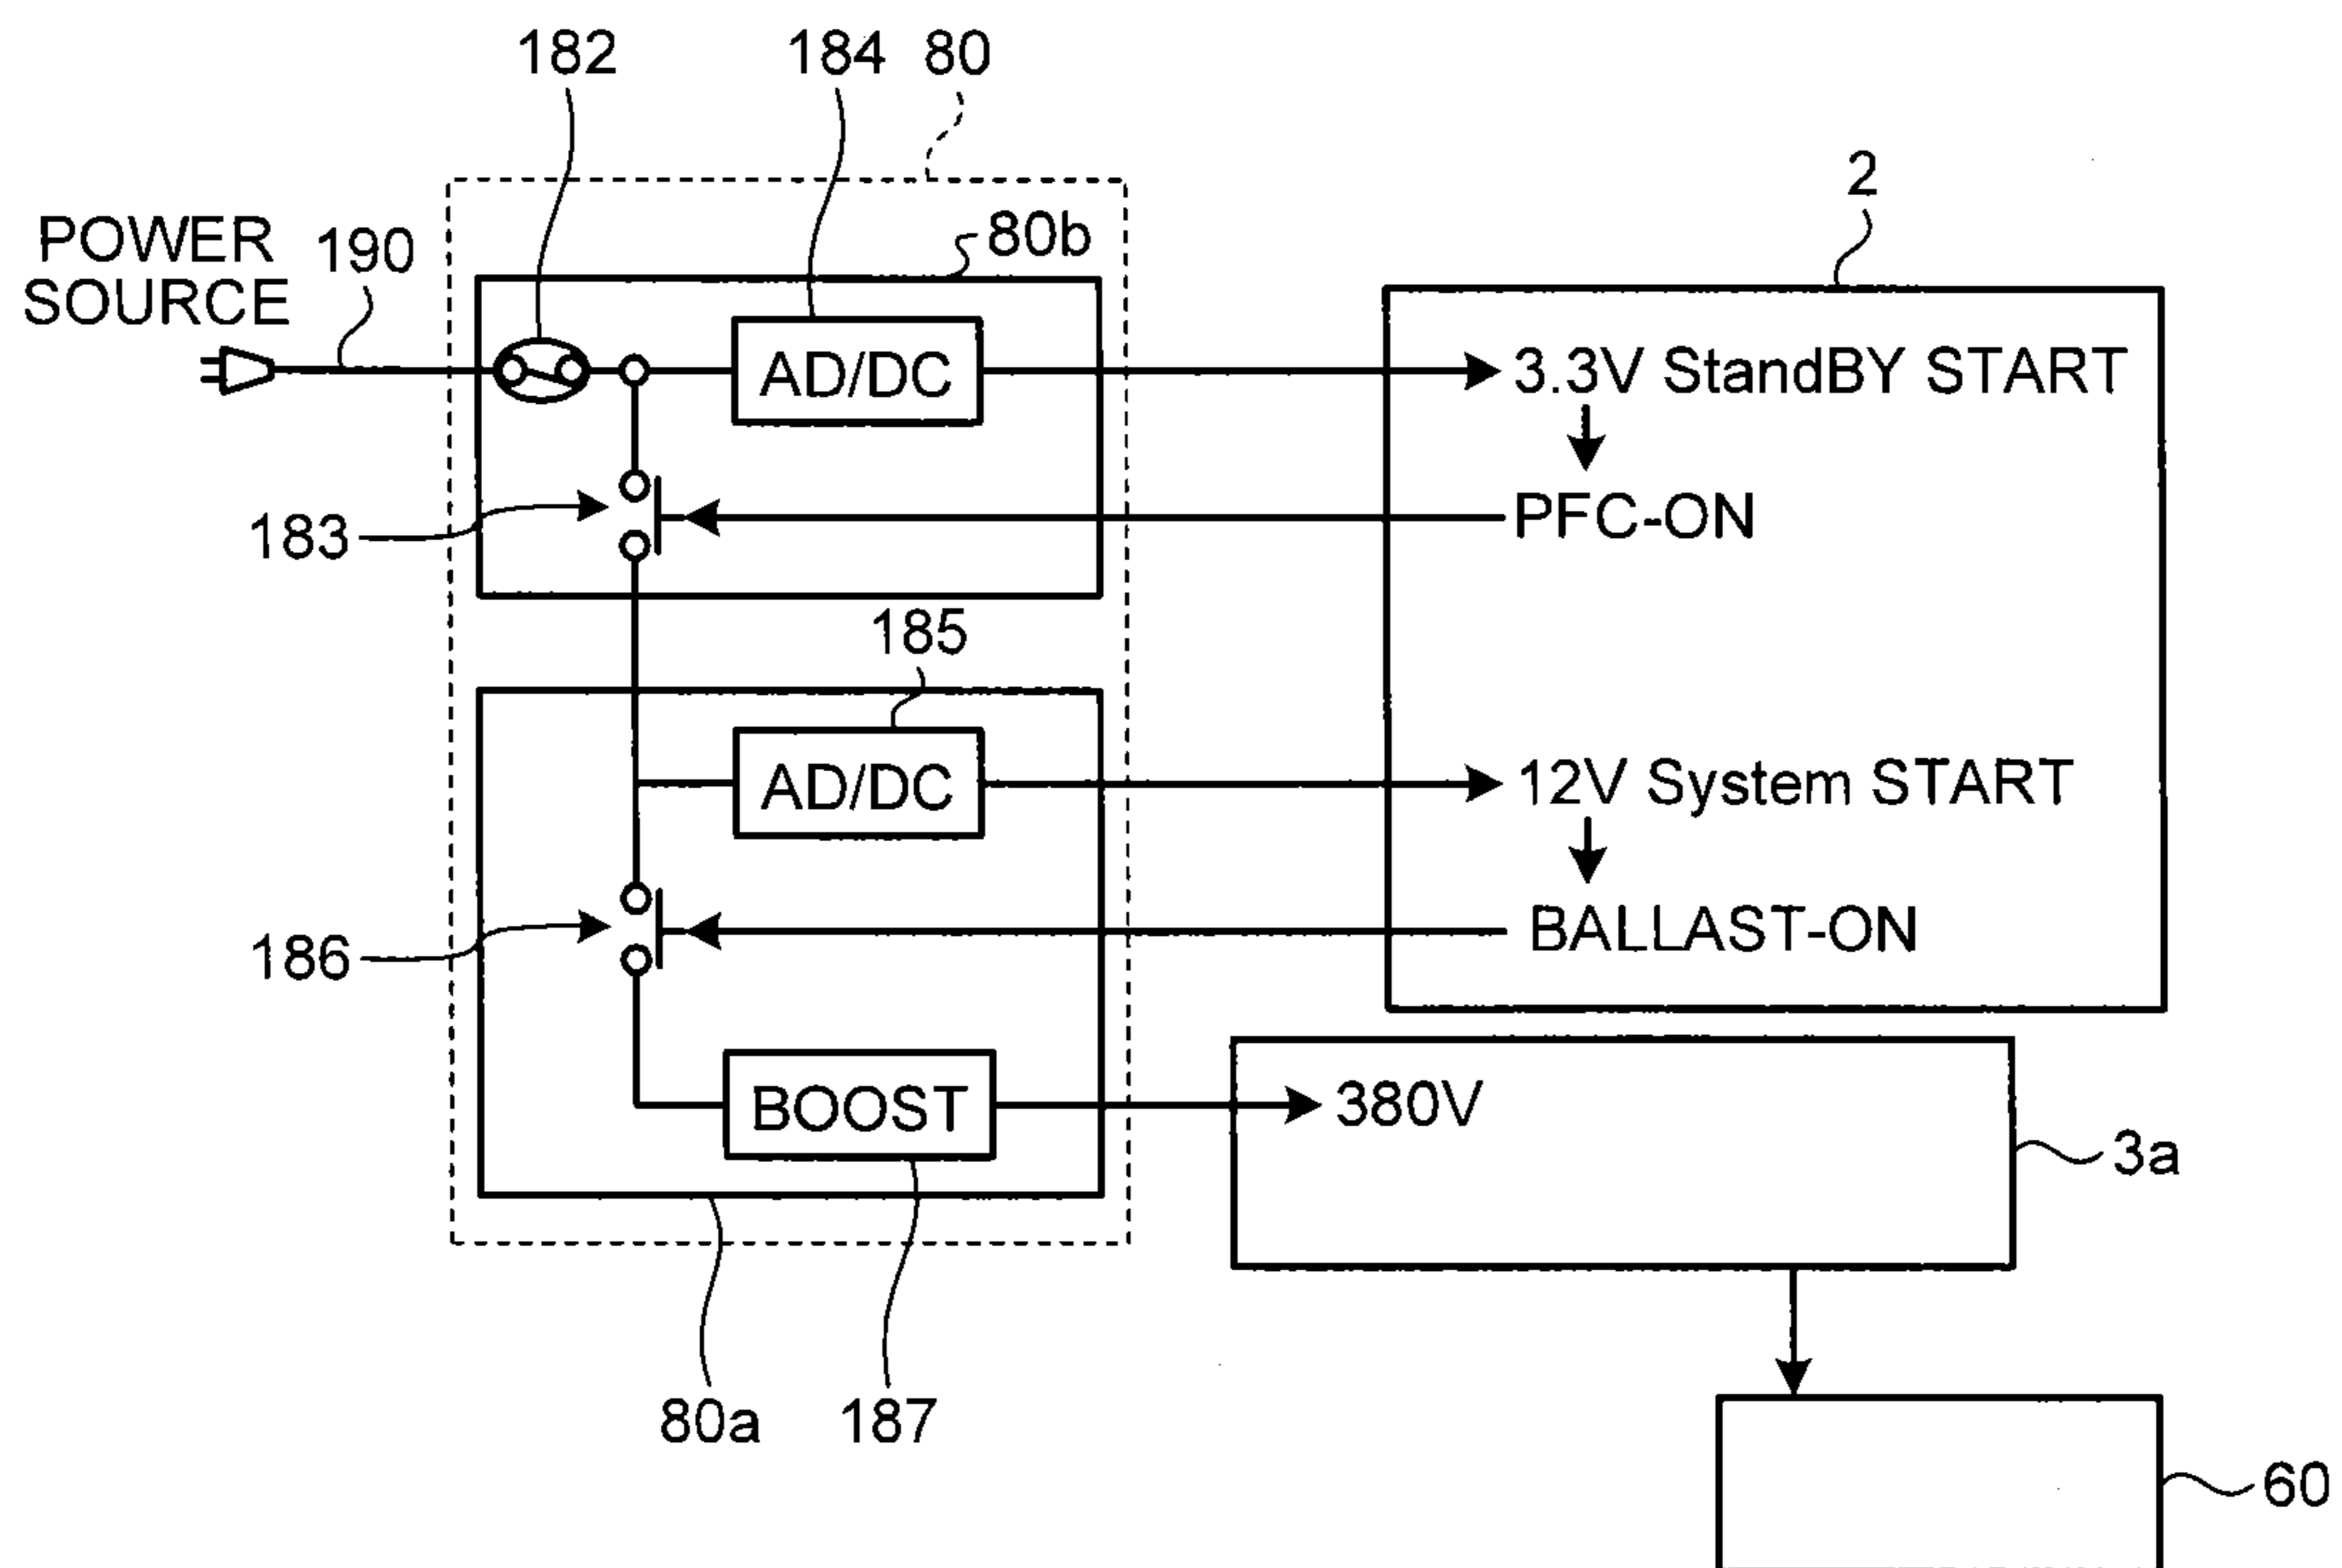 182
184
80
2
80b
POWER
SOURCE
190
AD/DC
3.3V StandBY START
183
PFC-ON
185
AD/DC
12V System START
186
BALLAST-ON
BOOST
380V
3a
80a
187
60